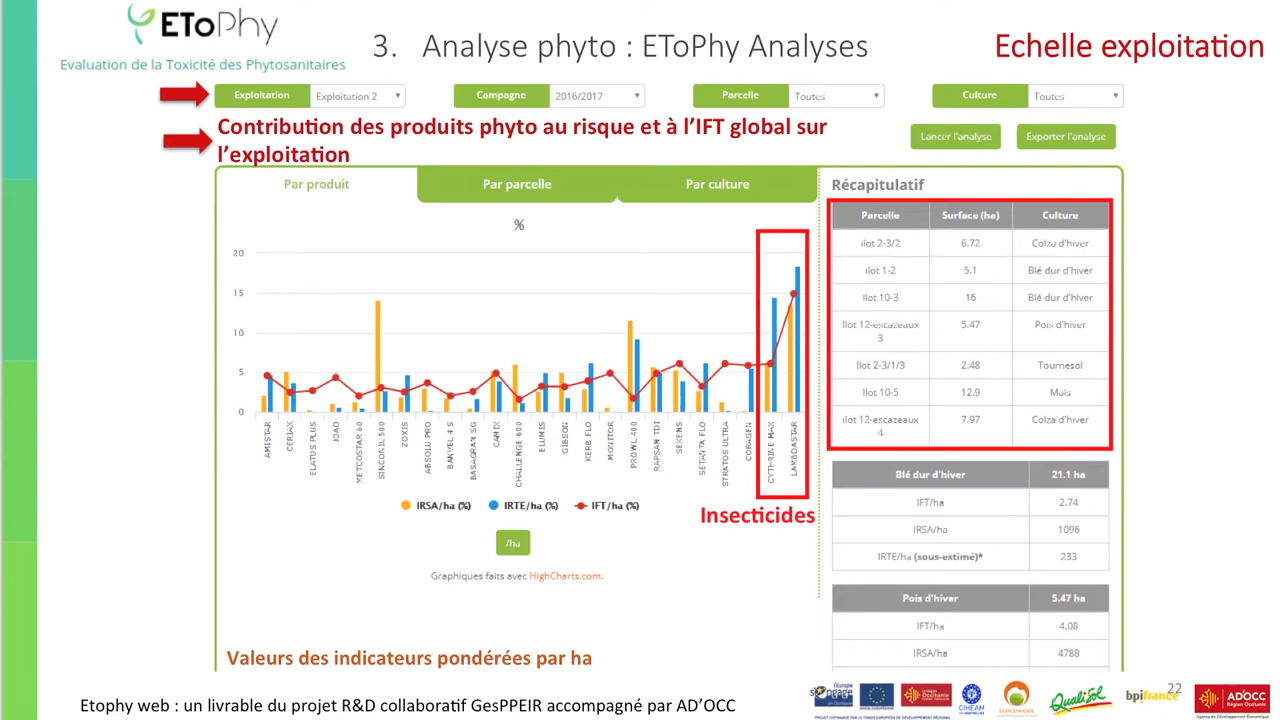 EToPhy
Evaluation de la Toxicité des Phytosanitaires
3. Analyse phyto : EToPhy Analyses
Echelle exploitation
Exploitation Exploitation 2 Campagne 2016/2017 Parcelle Toutes Culture Toutes
Contribution des produits phyto au risque et à l'IFT global sur
l'exploitation
Lancer l'analyse Exporter l'analyse
Par produit Par parcelle Par culture
%
20
15
10
5
0
AMISTAR
CERIAX
ELATUS PLUS
JOAO
METCOSTAR 60
SINCONIL 500
ZOXIS
ABSOLU PRO
BANVEL 4 S
BASAGRAN SG
CAMIX
CHALLENGE 600
ELUMIS
GIBSON
KERB FLO
MONITOR
PROWL 400
RAPSAN TDI
SEKENS
SETANTA FLO
STRATOS ULTRA
CORAGEN
CYTHRINE MAX
LAMBDASTAR
IRSA/ha (%) IRTE/ha (%) IFT/ha (%)
Insecticides
/ha
Graphiques faits avec HighCharts.com.
Valeurs des indicateurs pondérées par ha
Récapitulatif
Parcelle Surface (ha) Culture
ilot 2-3/2 6.72 Colza d'hiver
ilot 1-2 5.1 Blé dur d'hiver
Ilot 10-3 16 Blé dur d'hiver
Ilot 12-escazeaux 5.47 Pois d'hiver
3
Ilot 2-3/1/3 2.48 Tournesol
Ilot 10-5 12.9 Maïs
ilot 12-escazeaux 7.97 Colza d'hiver
4
Blé dur d'hiver 21.1 ha
IFT/ha 2.74
IRSA/ha 1096
IRTE/ha (sous-estimé)* 233
Pois d'hiver 5.47 ha
IFT/ha 4.08
IRSA/ha 4788
Etophy web : un livrable du projet R&D collaboratif GesPPEIR accompagné par AD'OCC
22
l'Europe
s'engage
CIHEAM
QualiSol
bpifrance
AD'OCC